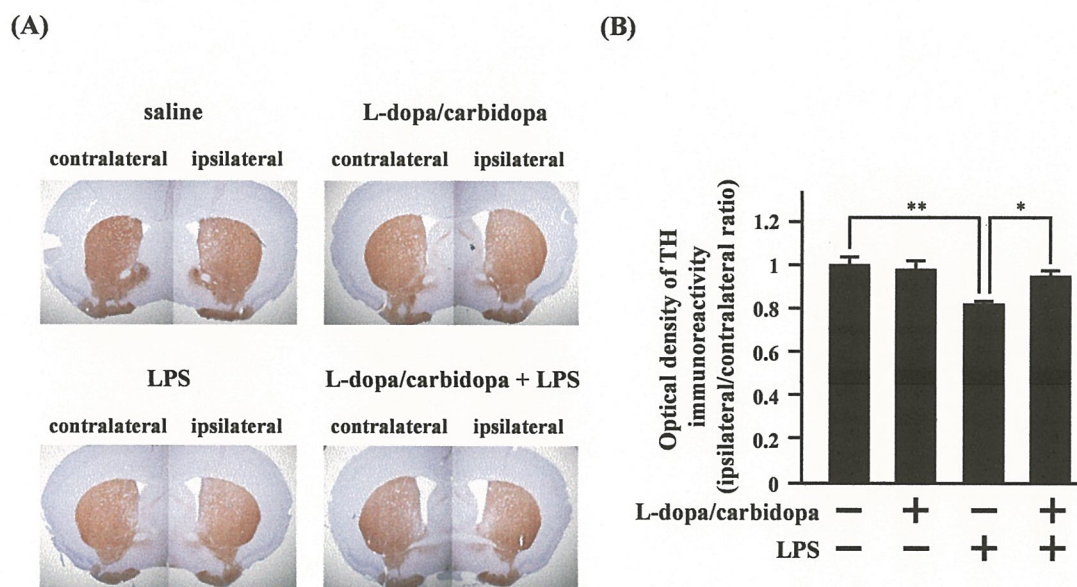 (A)
saline
contralateral ipsilateral
L-dopa/carbidopa
contralateral ipsilateral
LPS
contralateral ipsilateral
L-dopa/carbidopa + LPS
contralateral ipsilateral
(B)
Optical density of TH
immunoreactivity
(ipsilateral/contralateral ratio)
1.2
1
0.8
0.6
0.4
0.2
0
** *
L-dopa/carbidopa − + − +
LPS − − + +